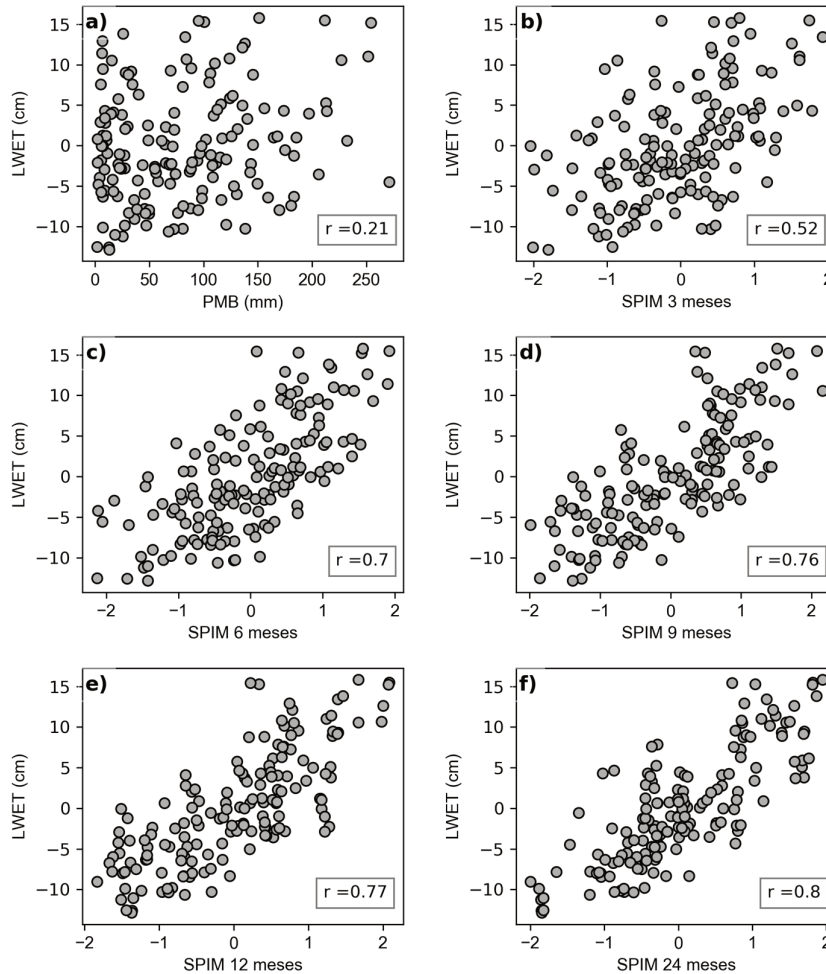 a)
LWET (cm)
15
10
5
0
−5
−10
r =0.21
0 50 100 150 200 250
PMB (mm)
b)
LWET (cm)
15
10
5
0
−5
−10
r =0.52
−2 −1 0 1 2
SPIM 3 meses
c)
LWET (cm)
15
10
5
0
−5
−10
r =0.7
−2 −1 0 1 2
SPIM 6 meses
d)
LWET (cm)
15
10
5
0
−5
−10
r =0.76
−2 −1 0 1 2
SPIM 9 meses
e)
LWET (cm)
15
10
5
0
−5
−10
r =0.77
−2 −1 0 1 2
SPIM 12 meses
f)
LWET (cm)
15
10
5
0
−5
−10
r =0.8
−2 −1 0 1 2
SPIM 24 meses